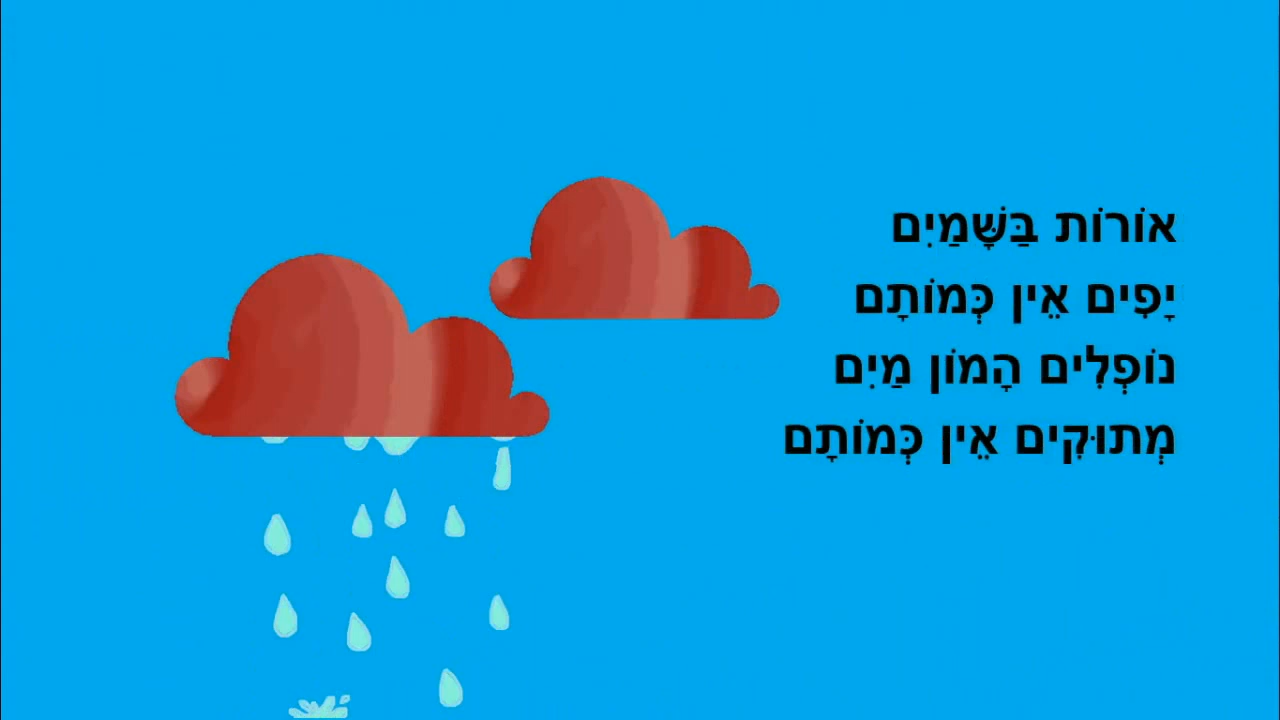 אוֹרוֹת בַּשָּׁמַיִם
יָפִים אֵין כְּמוֹתָם
נוֹפְלִים הָמוֹן מַיִם
מְתוּקִים אֵין כְּמוֹתָם